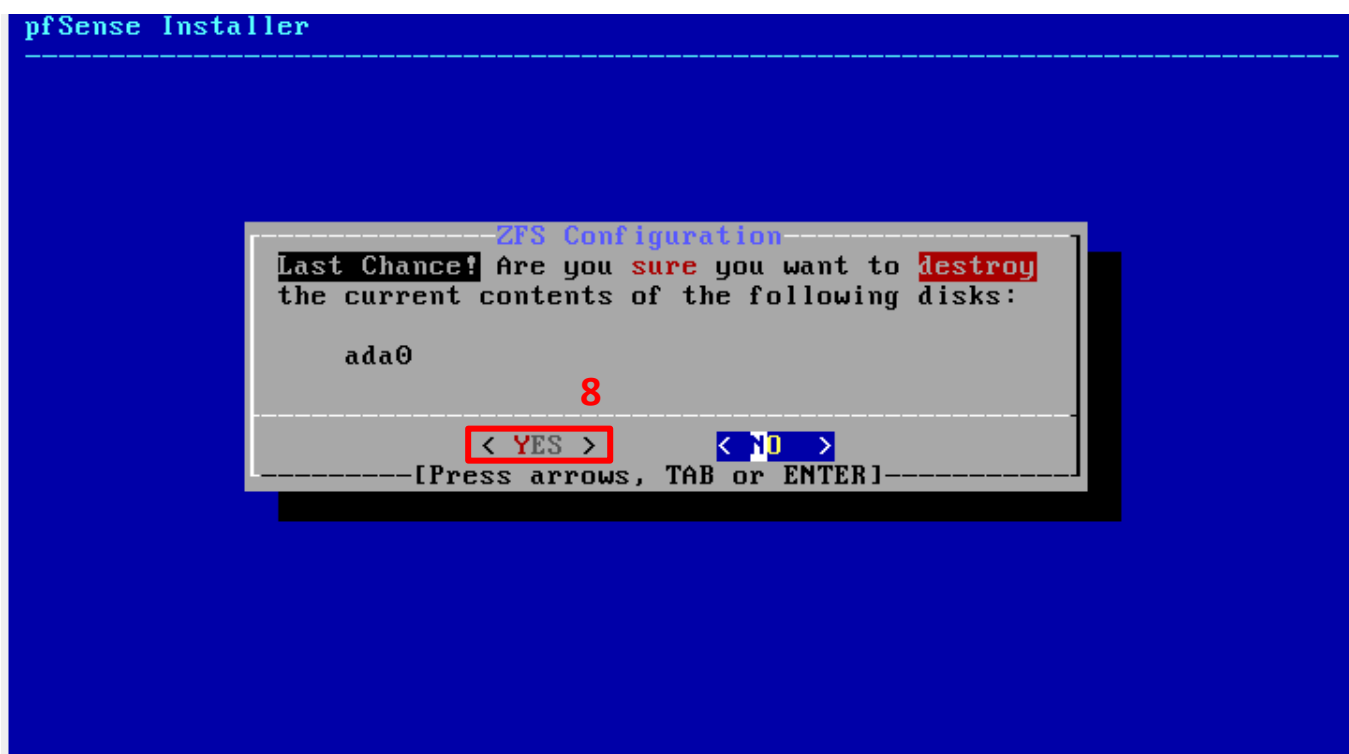 pfSense Installer
ZFS Configuration
Last Chance! Are you sure you want to destroy
the current contents of the following disks:
ada0
8
< YES > < NO >
[Press arrows, TAB or ENTER]